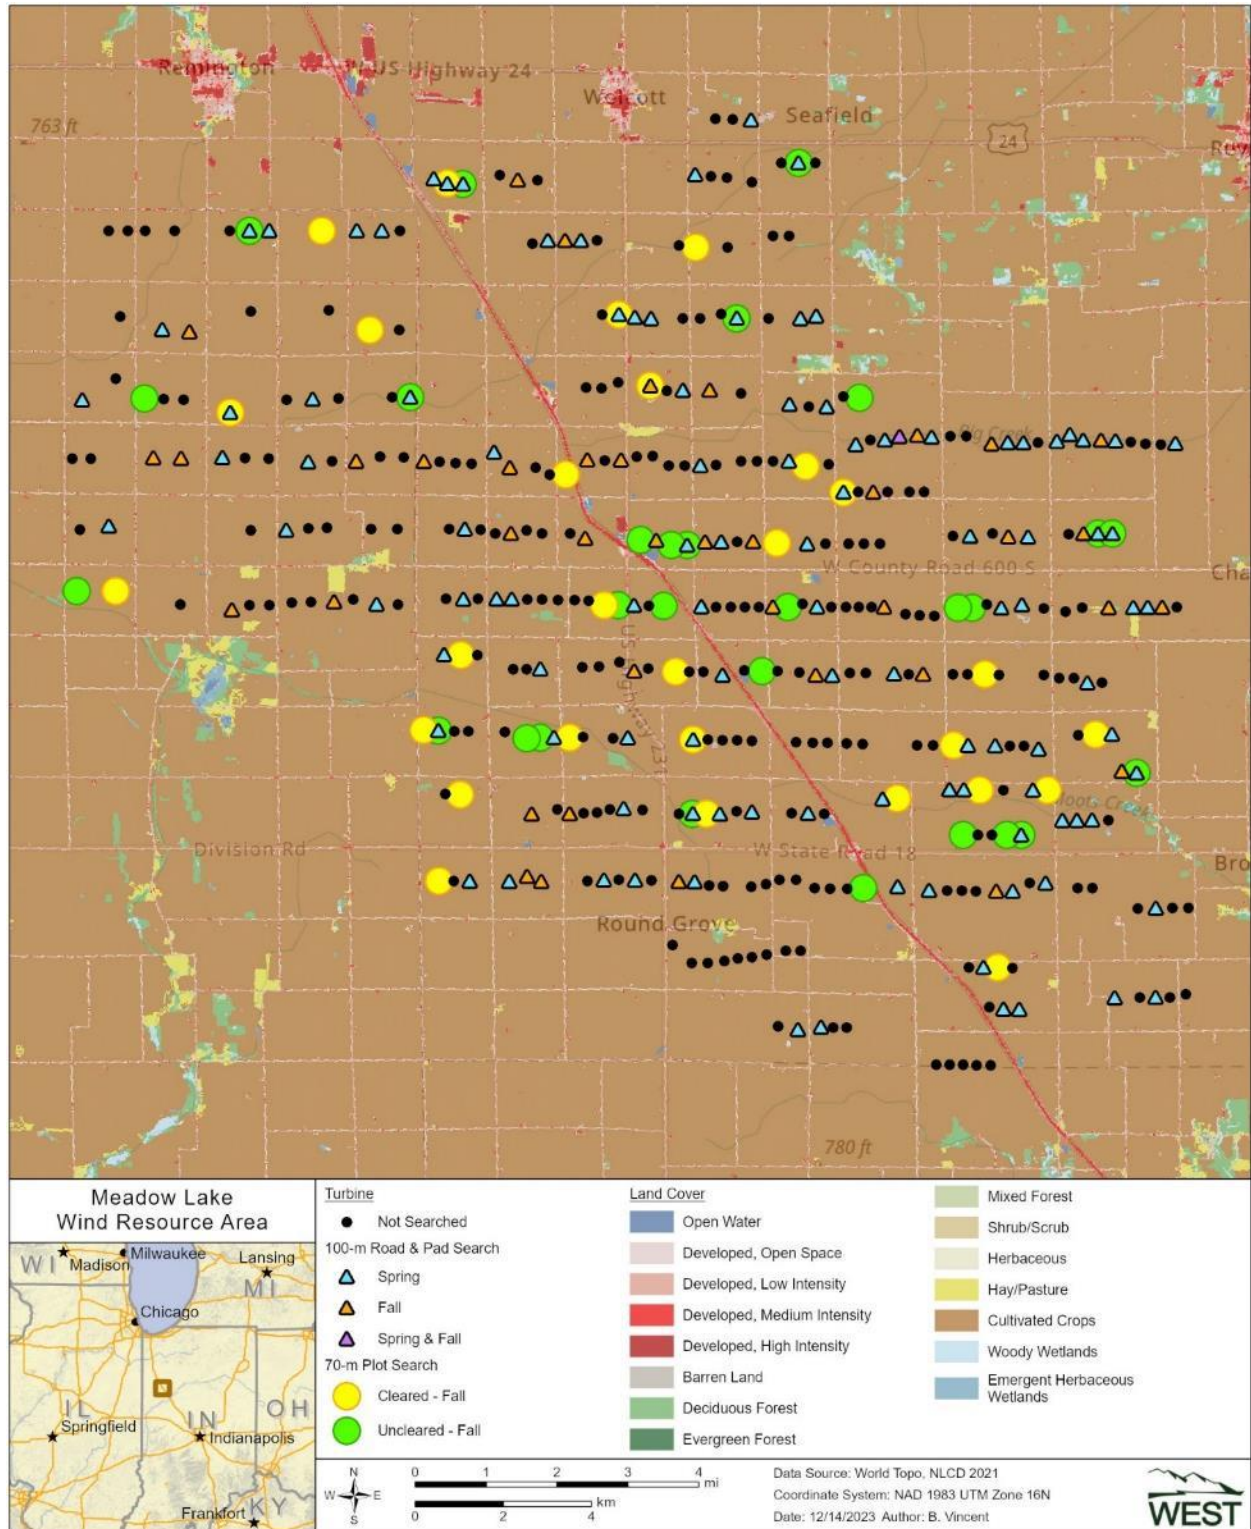 Remington
W US Highway 24
Wolcott
Seafield
763 ft
24
Big Creek
W County Road 600 S
Cha
US Highway 231
Moots Creek
Division Rd
W State Road 18
Bro
Round Grove
780 ft
Meadow Lake
Wind Resource Area
WI
Madison
Milwaukee
Lansing
MI
Chicago
IL
Springfield
IN
Indianapolis
OH
Frankfort
KY
Turbine
Not Searched
100-m Road & Pad Search
Spring
Fall
Spring & Fall
70-m Plot Search
Cleared - Fall
Uncleared - Fall
Land Cover
Open Water
Developed, Open Space
Developed, Low Intensity
Developed, Medium Intensity
Developed, High Intensity
Barren Land
Deciduous Forest
Evergreen Forest
Mixed Forest
Shrub/Scrub
Herbaceous
Hay/Pasture
Cultivated Crops
Woody Wetlands
Emergent Herbaceous
Wetlands
N
W E
S
0 1 2 3 4
mi
km
0 2 4
Data Source: World Topo, NLCD 2021
Coordinate System: NAD 1983 UTM Zone 16N
Date: 12/14/2023 Author: B. Vincent
WEST